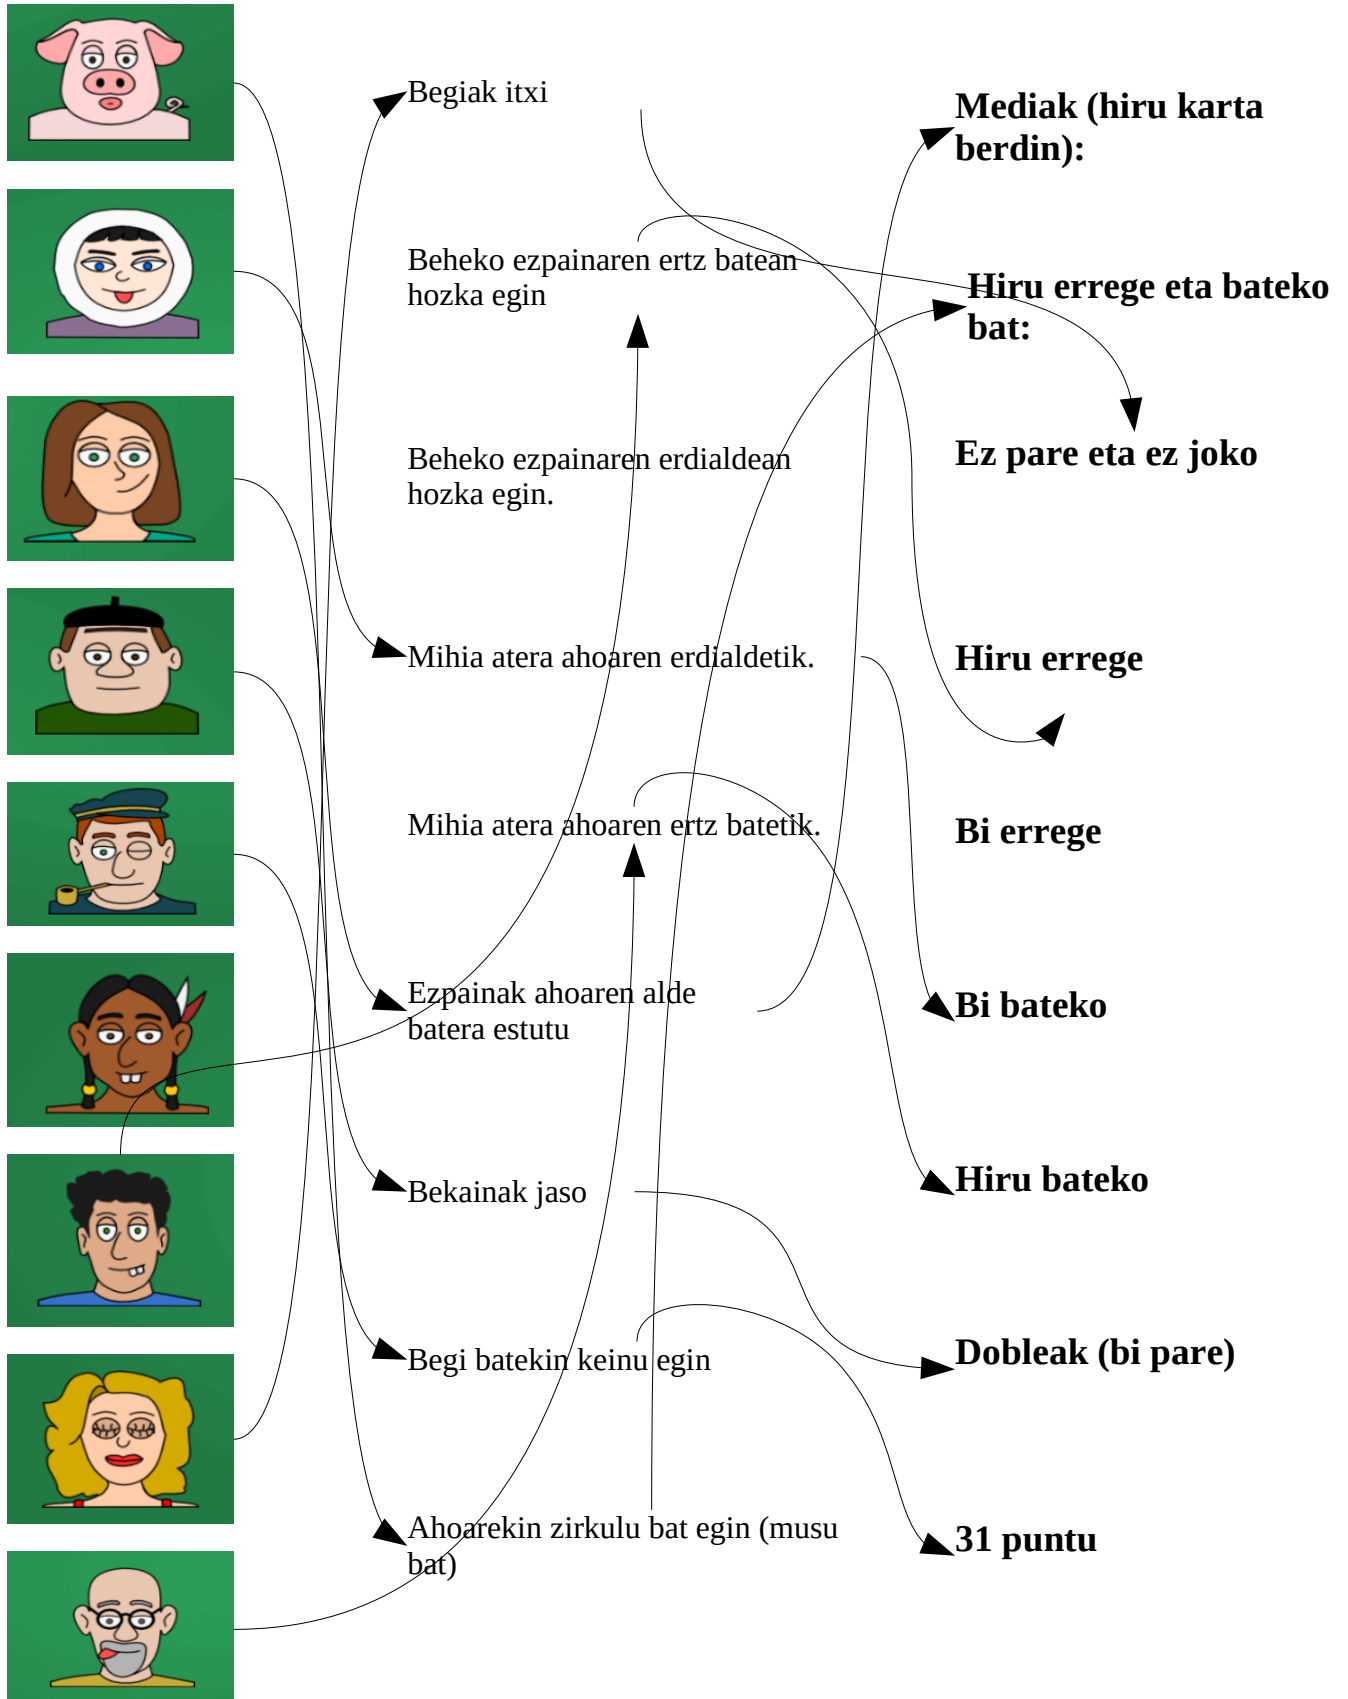 Begiak itxi
Beheko ezpainaren ertz batean
hozka egin
Beheko ezpainaren erdialdean
hozka egin.
Mihia atera ahoaren erdialdetik.
Mihia atera ahoaren ertz batetik.
Ezpainak ahoaren alde
batera estutu
Bekainak jaso
Begi batekin keinu egin
Ahoarekin zirkulu bat egin (musu
bat)
Mediak (hiru karta
berdin):
Hiru errege eta bateko
bat:
Ez pare eta ez joko
Hiru errege
Bi errege
Bi bateko
Hiru bateko
Dobleak (bi pare)
31 puntu